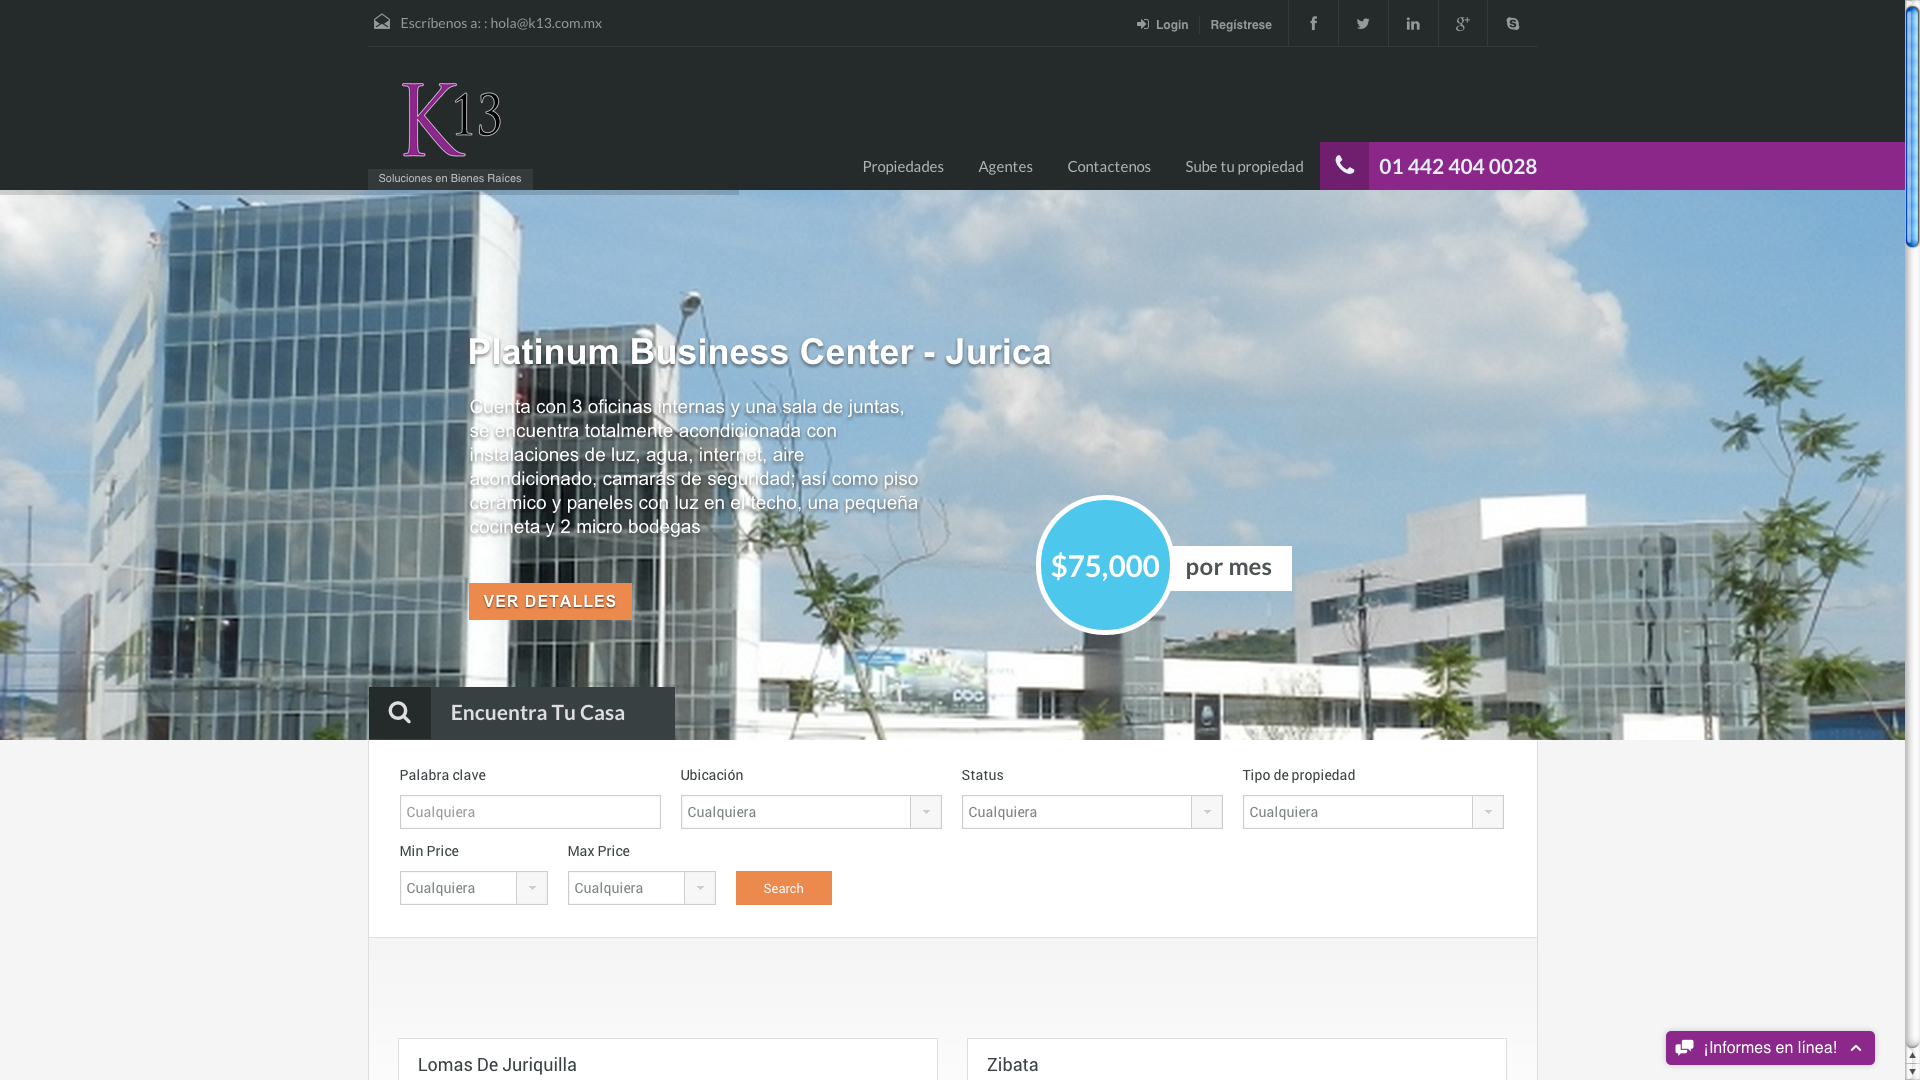 Escríbenos a: : hola@k13.com.mx
Login
Regístrese
K13
Soluciones en Bienes Raíces
Propiedades
Agentes
Contactenos
Sube tu propiedad
01 442 404 0028
Platinum Business Center - Jurica
Cuenta con 3 oficinas internas y una sala de juntas,
se encuentra totalmente acondicionada con
instalaciones de luz, agua, internet, aire
acondicionado, camarás de seguridad; así como piso
cerámico y paneles con luz en el techo, una pequeña
cocineta y 2 micro bodegas
$75,000
por mes
VER DETALLES
Encuentra Tu Casa
Palabra clave
Ubicación
Status
Tipo de propiedad
Cualquiera
Cualquiera
Cualquiera
Cualquiera
Min Price
Max Price
Cualquiera
Cualquiera
Search
Lomas De Juriquilla
Zibata
¡Informes en línea!